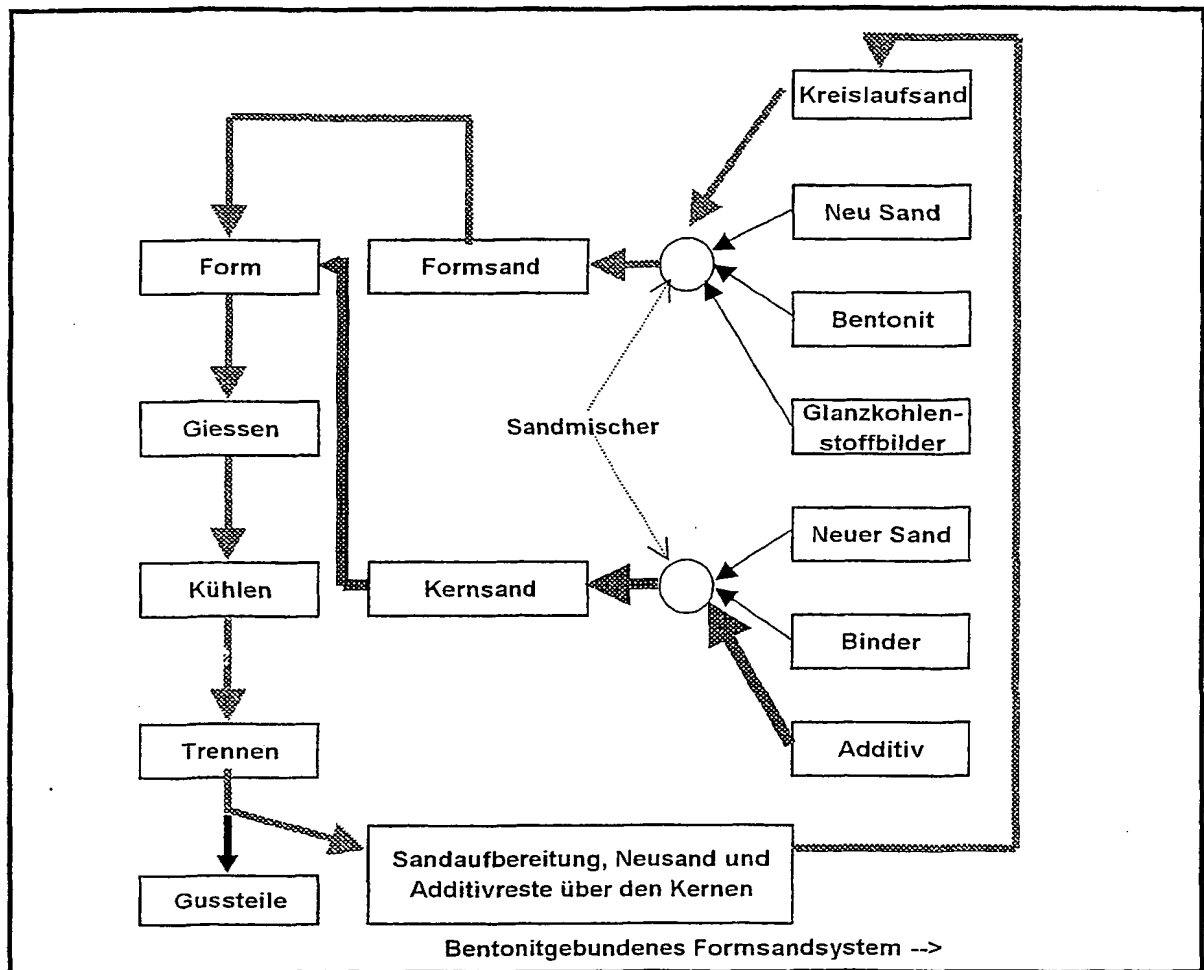 Kreislaufsand
Neu Sand
Form
Formsand
Bentonit
Giessen
Sandmischer
Glanzkohlen-
stoffbilder
Neuer Sand
Kühlen
Kernsand
Binder
Trennen
Additiv
Sandaufbereitung, Neusand und
Additivreste über den Kernen
Gussteile
Bentonitgebundenes Formsandsystem -->